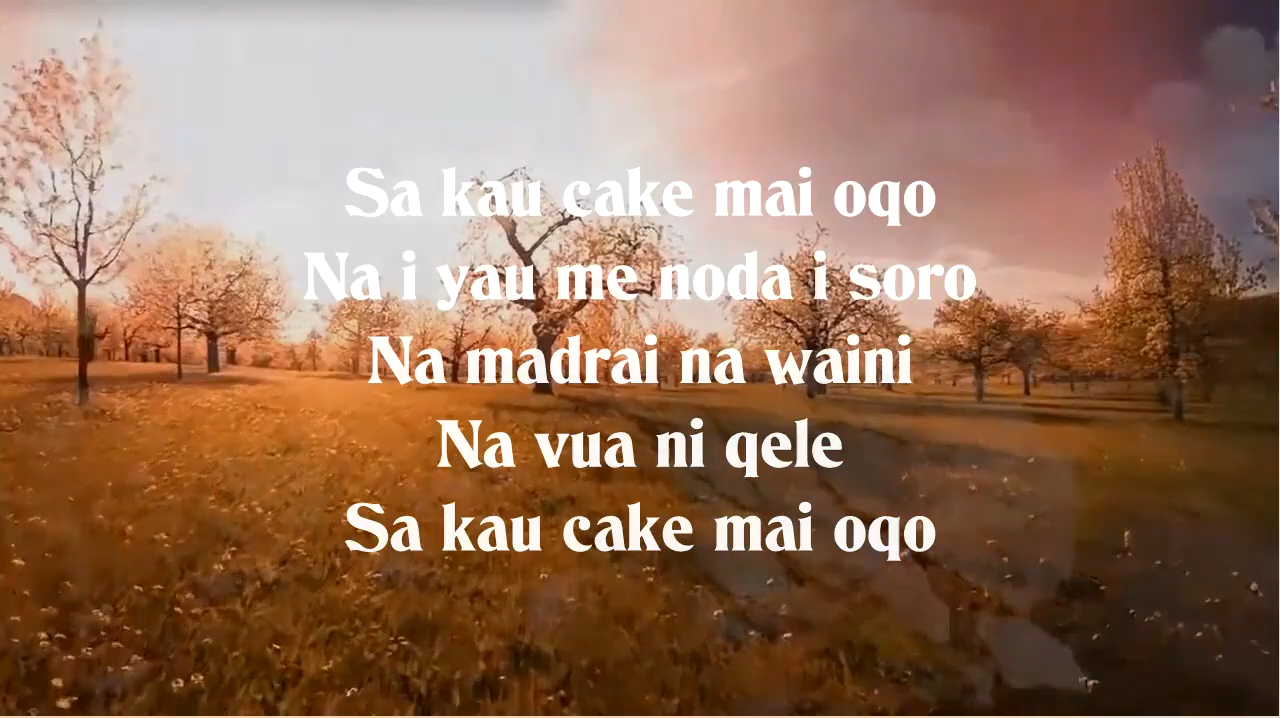 Sa kau cake mai oqo
Na i yau me noda i soro
Na madrai na waini
Na vua ni qele
Sa kau cake mai oqo